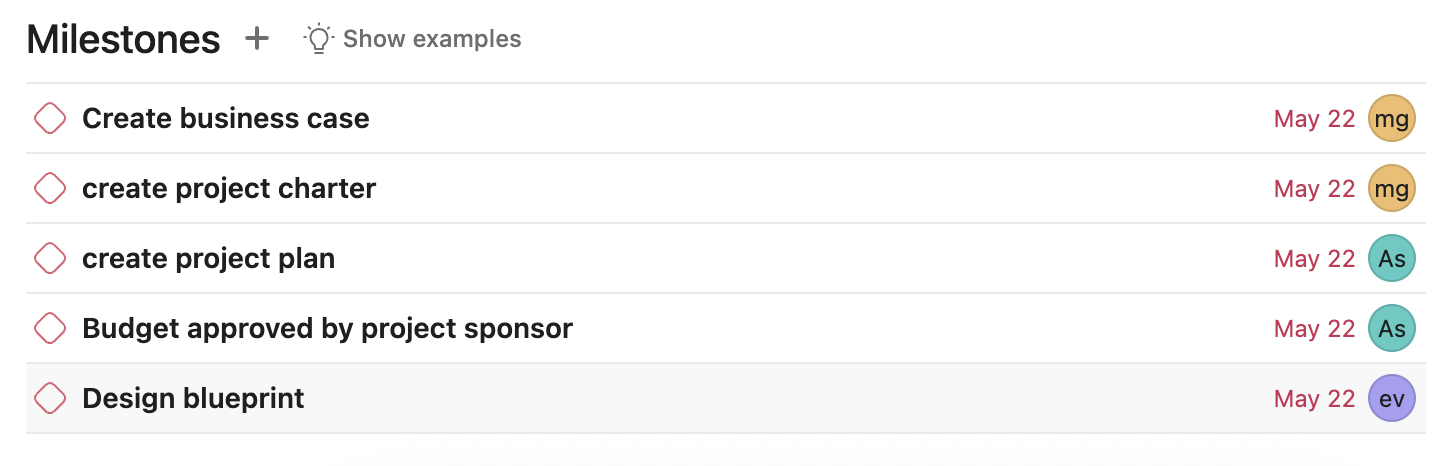 Milestones + Show examples
Create business case May 22 mg
create project charter May 22 mg
create project plan May 22 As
Budget approved by project sponsor May 22 As
Design blueprint May 22 ev